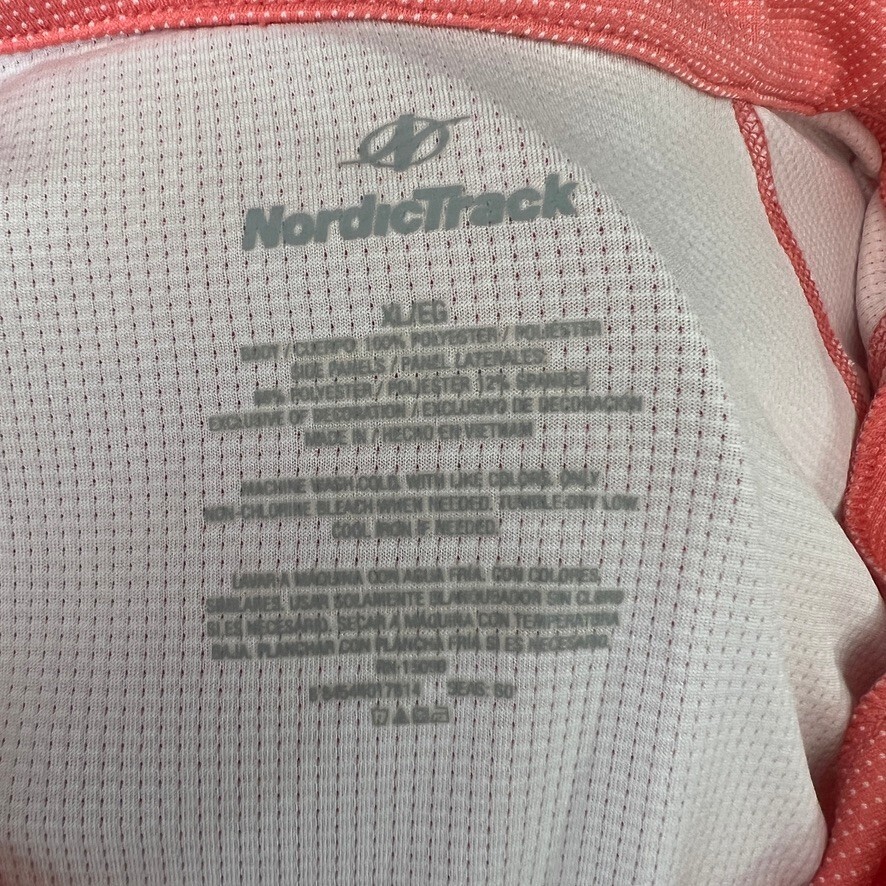 NordicTrack
XL/EG
BODY / CUERPO 100% POLYESTER / POLIESTER
SIDE PANELS / PANEL LATERALES:
POLYESTER / POLIESTER 12% SPANDEX
EXCLUSIVE OF DECORATION / EXCLUSIVO DE DECORACIÓN
MADE IN / HECHO EN VIETNAM
MACHINE WASH COLD, WITH LIKE COLORS. ONLY
NON-CHLORINE BLEACH WHEN NEEDED. TUMBLE DRY LOW.
COOL IRON IF NEEDED.
LAVAR A MÁQUINA CON AGUA FRÍA, CON COLORES
SIMILARES. USAR SOLAMENTE BLANQUEADOR SIN CLORO
SI ES NECESARIO. SECAR A MÁQUINA CON TEMPERATURA
BAJA. PLANCHAR CON PLANCHA FRÍA SI ES NECESARIO.
SEAS: